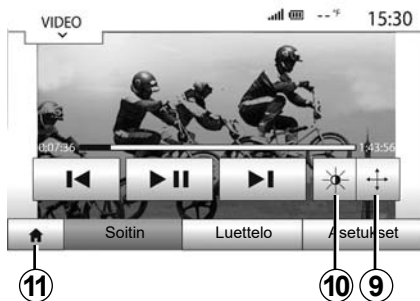 VIDEO
--°F 15:30
0:07:36 1:43:56
Soitin Luettelo Asetukset
11 10 9